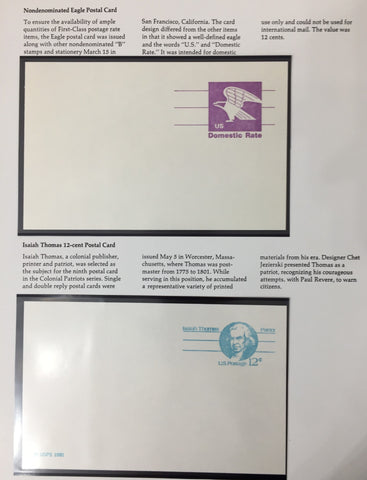 Nondenominated Eagle Postal Card
To ensure the availability of ample
quantities of First-Class postage rate
items, the Eagle postal card was issued
along with other nondenominated "B"
stamps and stationery March 15 in
San Francisco, California. The card
design differed from the other items
in that it showed a well-defined eagle
and the words "U.S." and "Domestic
Rate." It was intended for domestic
use only and could not be used for
international mail. The value was
12 cents.
US
Domestic Rate
Isaiah Thomas 12-cent Postal Card
Isaiah Thomas, a colonial publisher,
printer and patriot, was selected as
the subject for the ninth postal card
in the Colonial Patriots series. Single
and double reply postal cards were
issued May 5 in Worcester, Massa-
chusetts, where Thomas was post-
master from 1775 to 1801. While
serving in this position, he accumulated
a representative variety of printed
materials from his era. Designer Chet
Jezierski presented Thomas as a
patriot, recognizing his courageous
attempts, with Paul Revere, to warn
citizens.
Isaiah Thomas Patriot
US Postage 12¢
USPS 1981